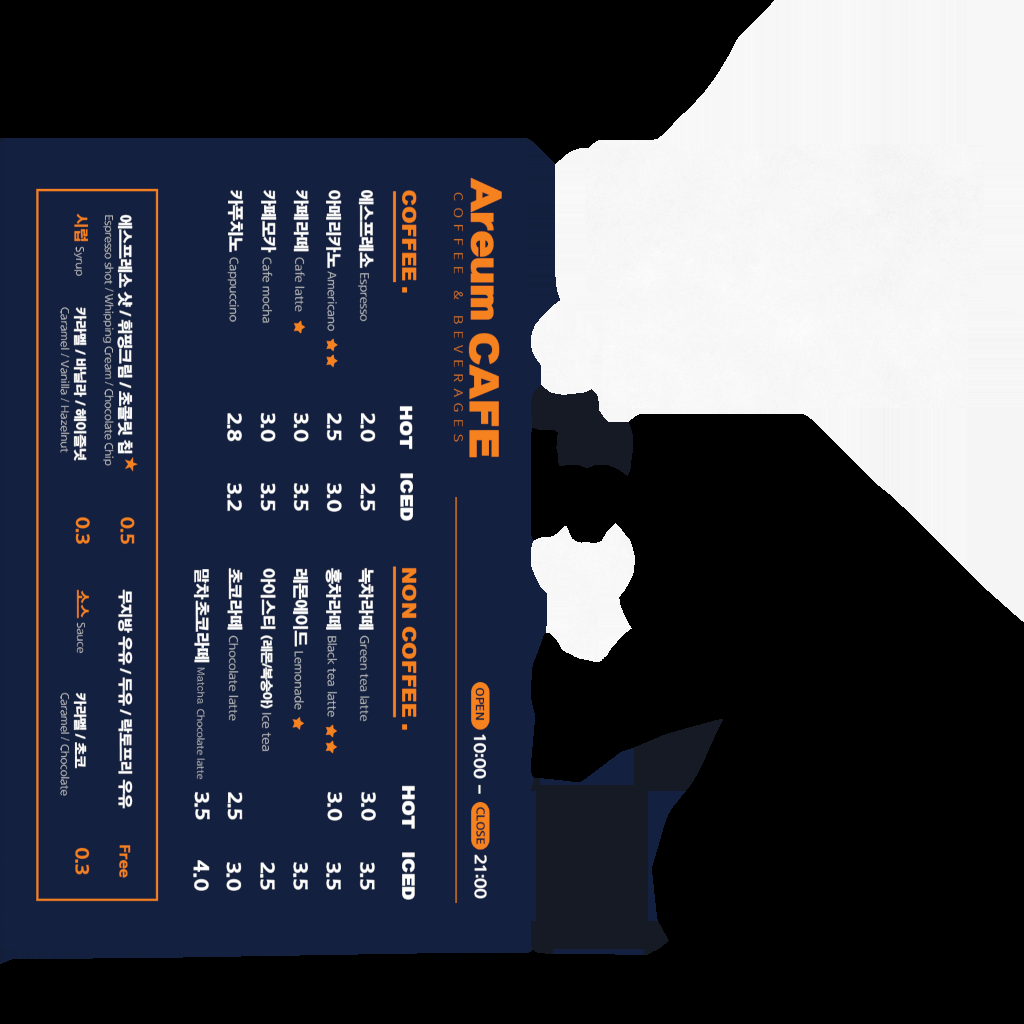 Areum CAFE
COFFEE & BEVERAGES
OPEN 10:00 – CLOSE 21:00
COFFEE. HOT ICED
에스프레소 Espresso 2.0 2.5
아메리카노 Americano ★★ 2.5 3.0
카페라떼 Cafe latte ★ 3.0 3.5
카페모카 Cafe mocha 3.0 3.5
카푸치노 Cappuccino 2.8 3.2
NON COFFEE. HOT ICED
녹차라떼 Green tea latte 3.0 3.5
홍차라떼 Black tea latte ★★ 3.0 3.5
레몬에이드 Lemonade ★ 3.5
아이스티 (레몬/복숭아) Ice tea 2.5
초코라떼 Chocolate latte 2.5 3.0
말차 초코라떼 Matcha Chocolate latte 3.5 4.0
에스프레소 샷 / 휘핑크림 / 초콜릿 칩 ★ 0.5
Espresso shot / Whipping Cream / Chocolate Chip
무지방 우유 / 두유 / 락토프리 우유 Free
시럽 Syrup 카라멜 / 바닐라 / 헤이즐넛 0.3
Caramel / Vanilla / Hazelnut
소스 Sauce 카라멜 / 초코 0.3
Caramel / Chocolate